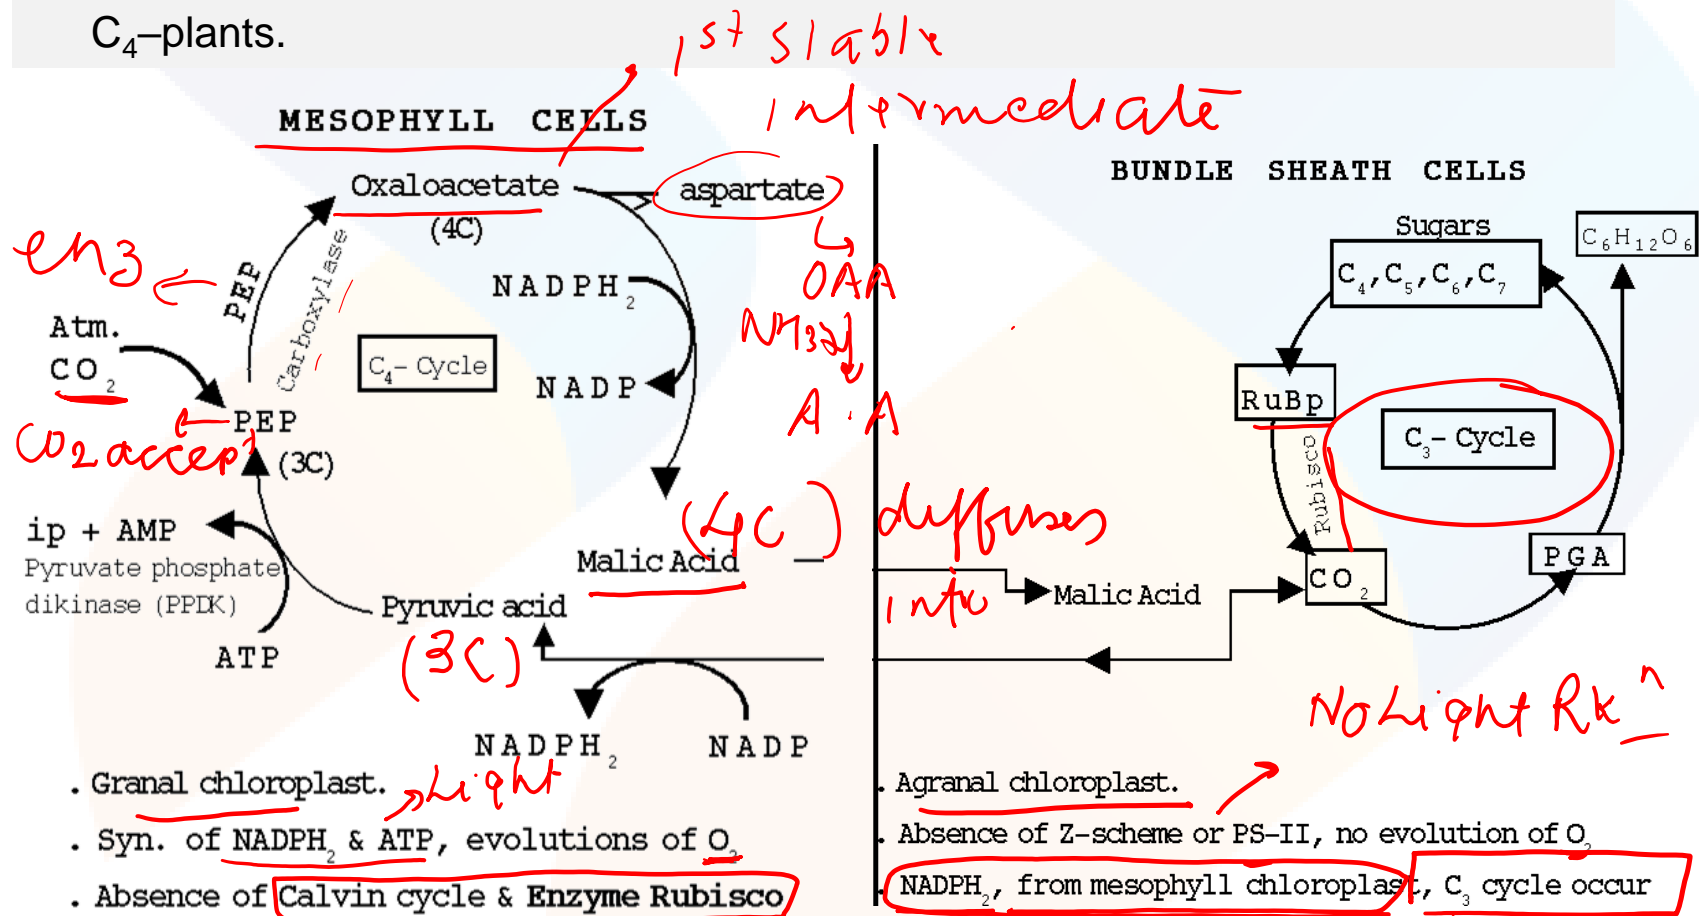 C₄–plants.
1st stable
intermediate
MESOPHYLL CELLS
BUNDLE SHEATH CELLS
Oxaloacetate
(4C)
aspartate
OAA
A.A
enz
PEP
Carboxylase
NADPH₂
NADP
C₄- Cycle
Atm.
CO₂
PEP
(3C)
CO₂ accept
ip + AMP
Pyruvate phosphate
dikinase (PPDK)
ATP
Pyruvic acid
(3C)
Malic Acid
(4C) diffuses
into
Malic Acid
NADPH₂ NADP
Sugars
C₄,C₅,C₆,C₇
C₆H₁₂O₆
RuBp
Rubisco
C₃- Cycle
CO₂
PGA
No Light Rxⁿ
. Granal chloroplast.
Light
. Syn. of NADPH₂ & ATP, evolutions of O₂
. Absence of Calvin cycle & Enzyme Rubisco
. Agranal chloroplast.
. Absence of Z-scheme or PS-II, no evolution of O₂
. NADPH₂, from mesophyll chloroplast, C₃ cycle occur